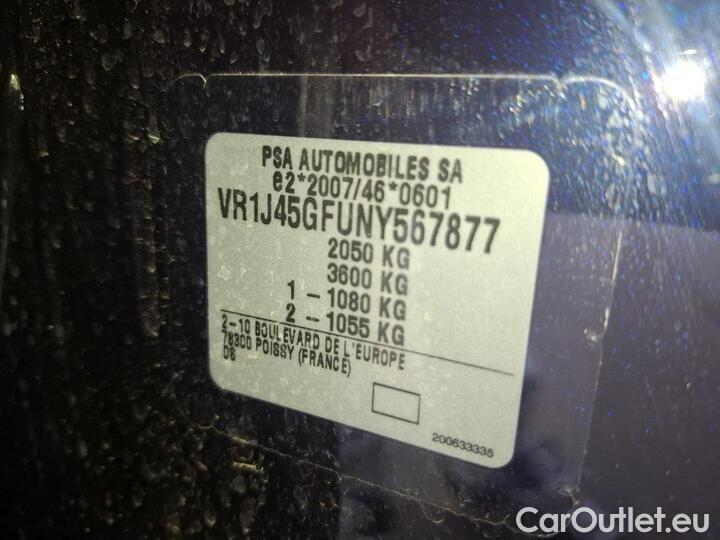 PSA AUTOMOBILES SA
e2*2007/46*0601
VR1J45GFUNY567877
2050 KG
3600 KG
1 - 1080 KG
2 - 1055 KG
2-10 BOULEVARD DE L'EUROPE
78300 POISSY (FRANCE)
DS
200633335
CarOutlet.eu